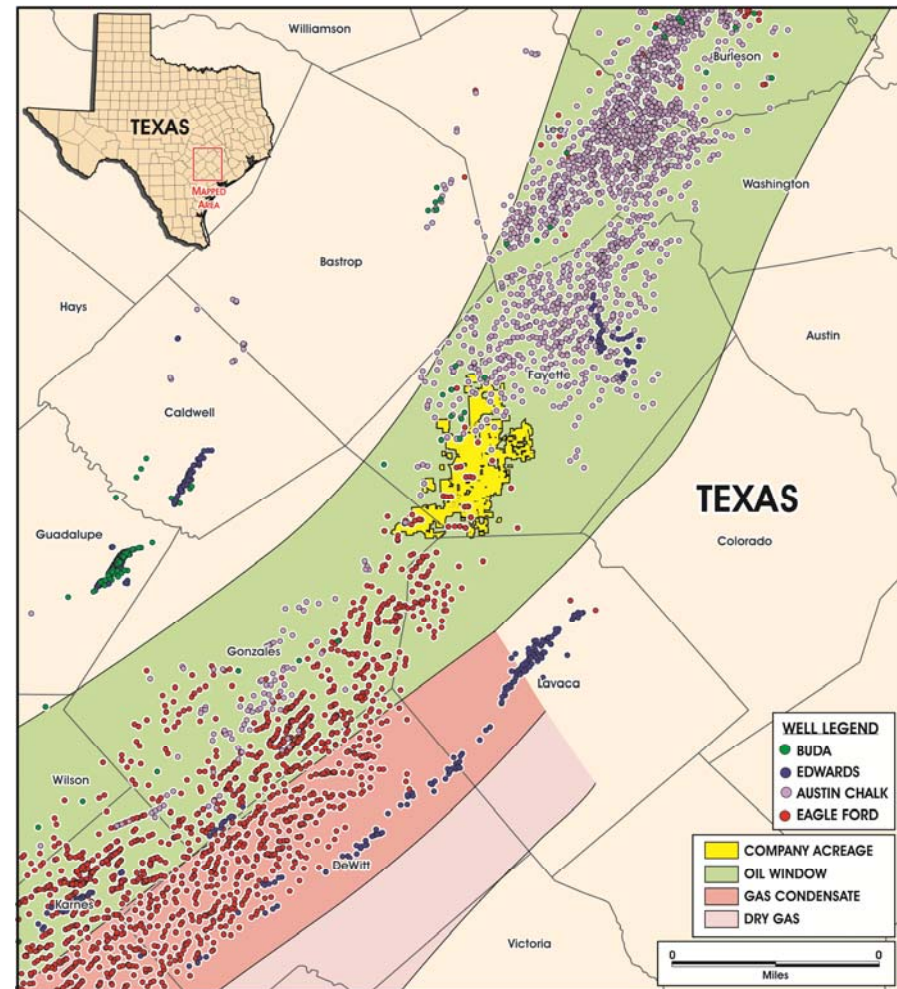 Williamson
Burleson
TEXAS
Lee
MAPPED
AREA
Washington
Bastrop
Hays
Austin
Fayette
Caldwell
TEXAS
Colorado
Guadalupe
Gonzales
Lavaca
WELL LEGEND
BUDA
EDWARDS
AUSTIN CHALK
EAGLE FORD
Wilson
COMPANY ACREAGE
OIL WINDOW
GAS CONDENSATE
DRY GAS
DeWitt
Karnes
Victoria
0 0
Miles